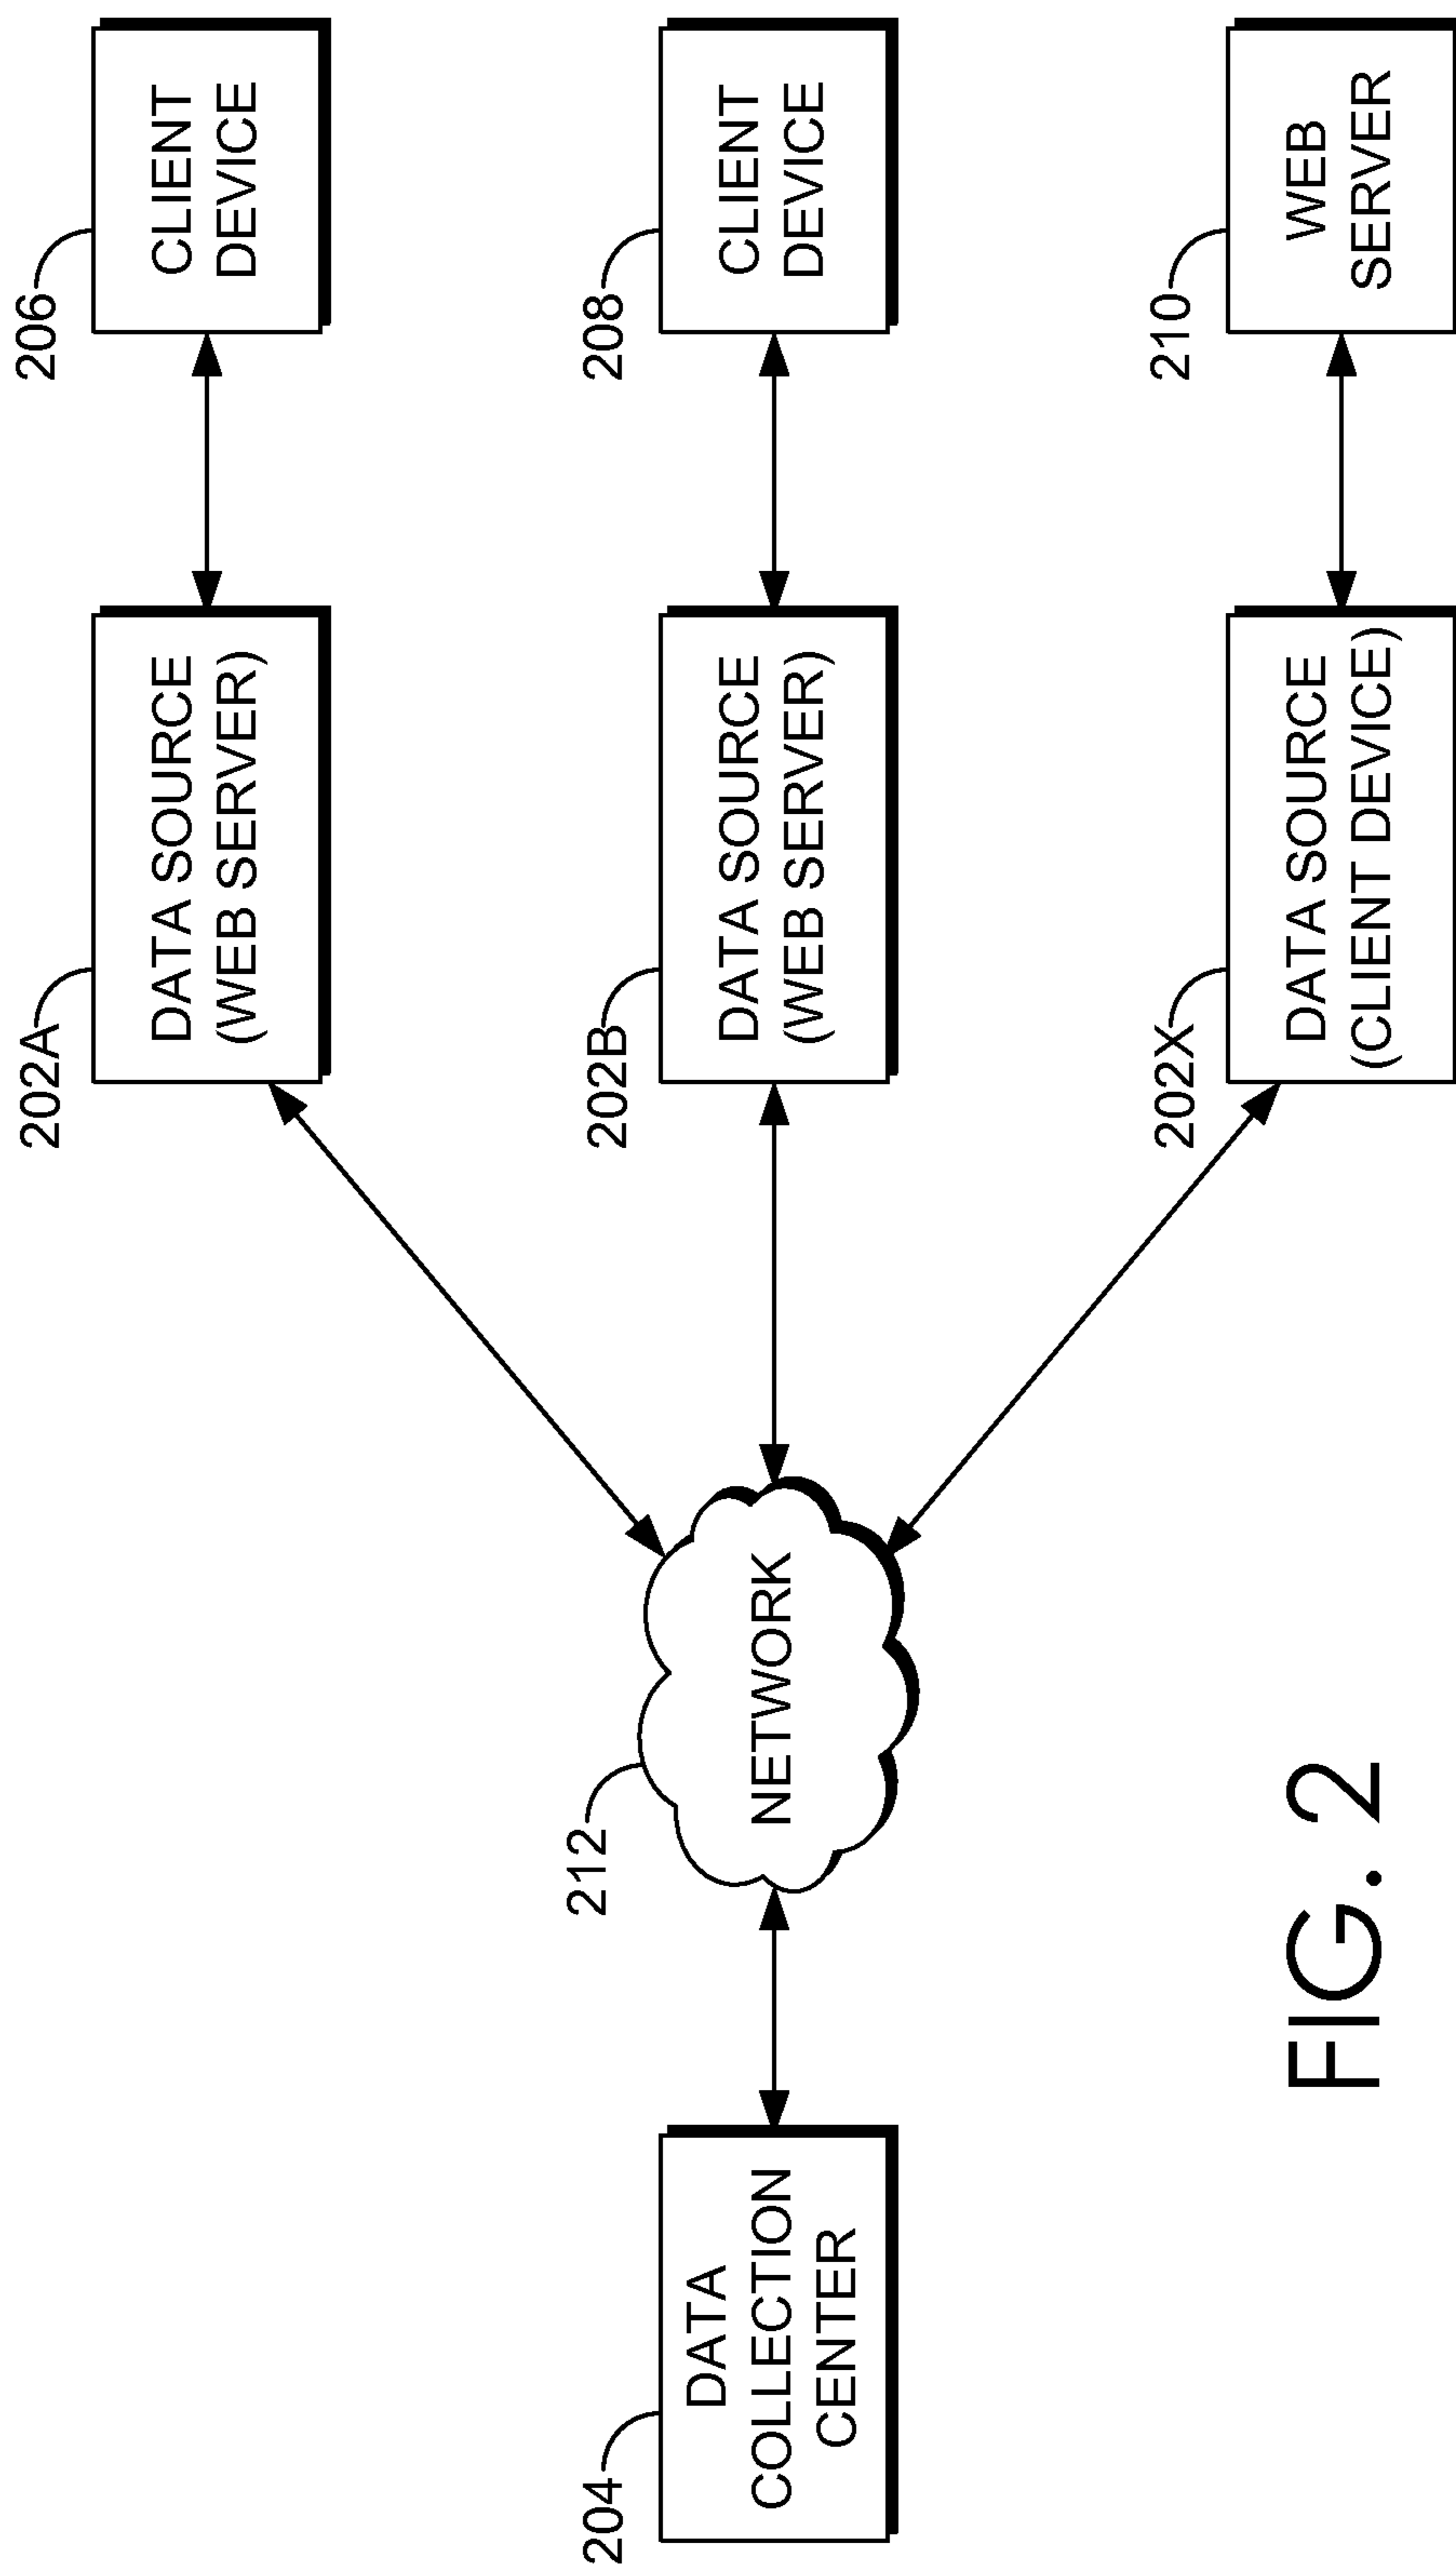 206
CLIENT
DEVICE
202A
DATA SOURCE
(WEB SERVER)
208
CLIENT
DEVICE
202B
DATA SOURCE
(WEB SERVER)
212
NETWORK
204
DATA
COLLECTION
CENTER
210
WEB
SERVER
202X
DATA SOURCE
(CLIENT DEVICE)
FIG. 2